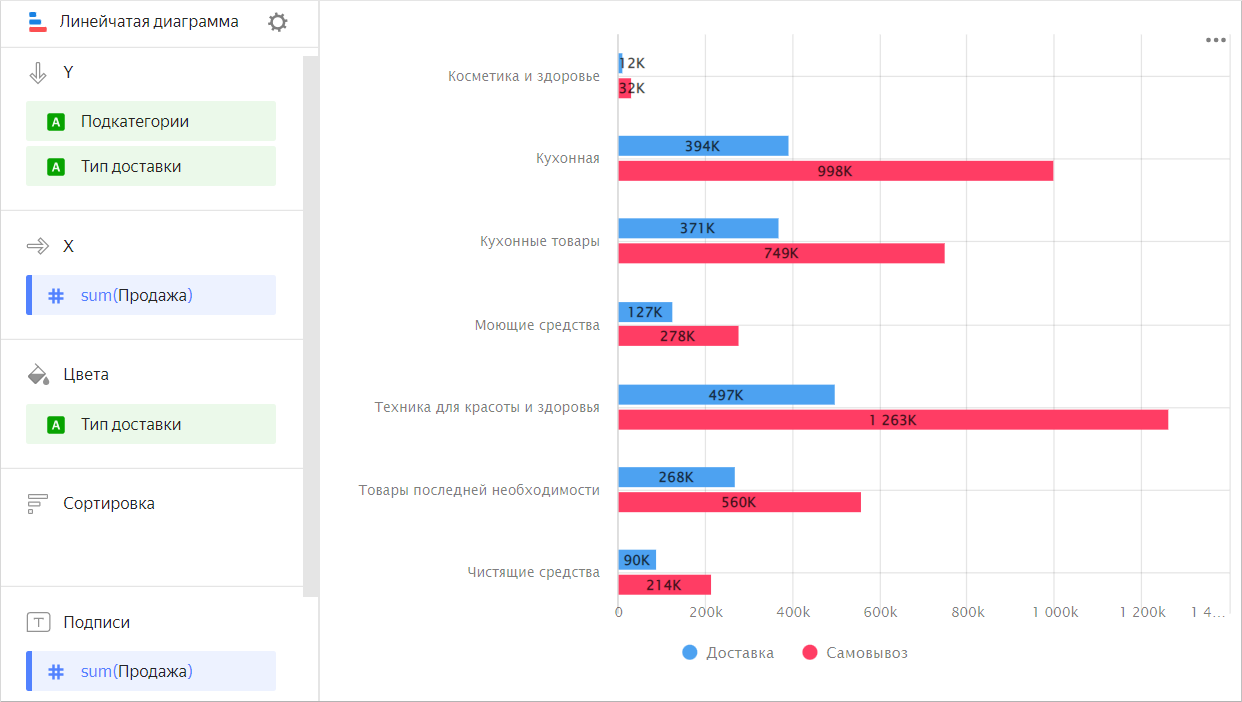 Линейчатая диаграмма
Y
A Подкатегории
A Тип доставки
X
# sum(Продажа)
Цвета
A Тип доставки
Сортировка
T Подписи
# sum(Продажа)
Косметика и здоровье
12K
32K
Кухонная
394K
998K
Кухонные товары
371K
749K
Моющие средства
127K
278K
Техника для красоты и здоровья
497K
1 263K
Товары последней необходимости
268K
560K
Чистящие средства
90K
214K
0 200k 400k 600k 800k 1 000k 1 200k 1 4...
Доставка Самовывоз